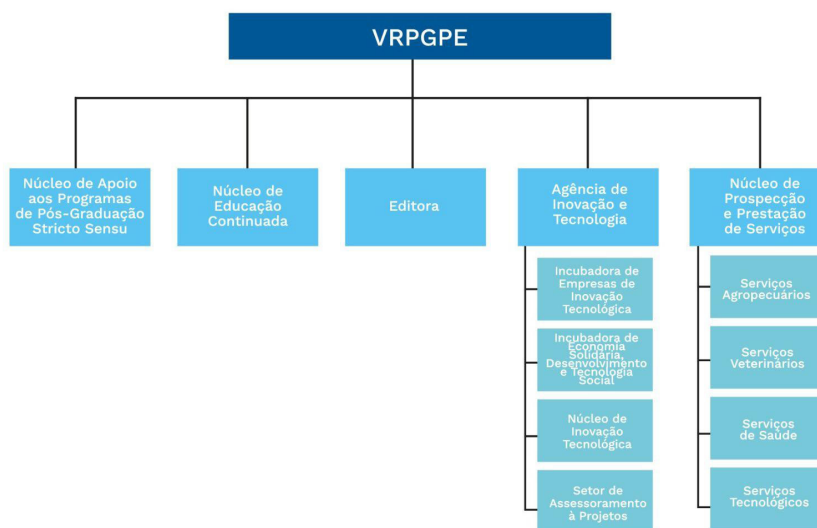 VRPGPE
Núcleo de Apoio
aos Programas
de Pós-Graduação
Stricto Sensu
Núcleo de
Educação
Continuada
Editora
Agência de
Inovação e
Tecnologia
Núcleo de
Prospecção
e Prestação
de Serviços
Incubadora de
Empresas de
Inovação
Tecnológica
Incubadora de
Economia
Solidária,
Desenvolvimento
e Tecnologia
Social
Núcleo de
Inovação
Tecnológica
Setor de
Assessoramento
à Projetos
Serviços
Agropecuários
Serviços
Veterinários
Serviços
de Saúde
Serviços
Tecnológicos